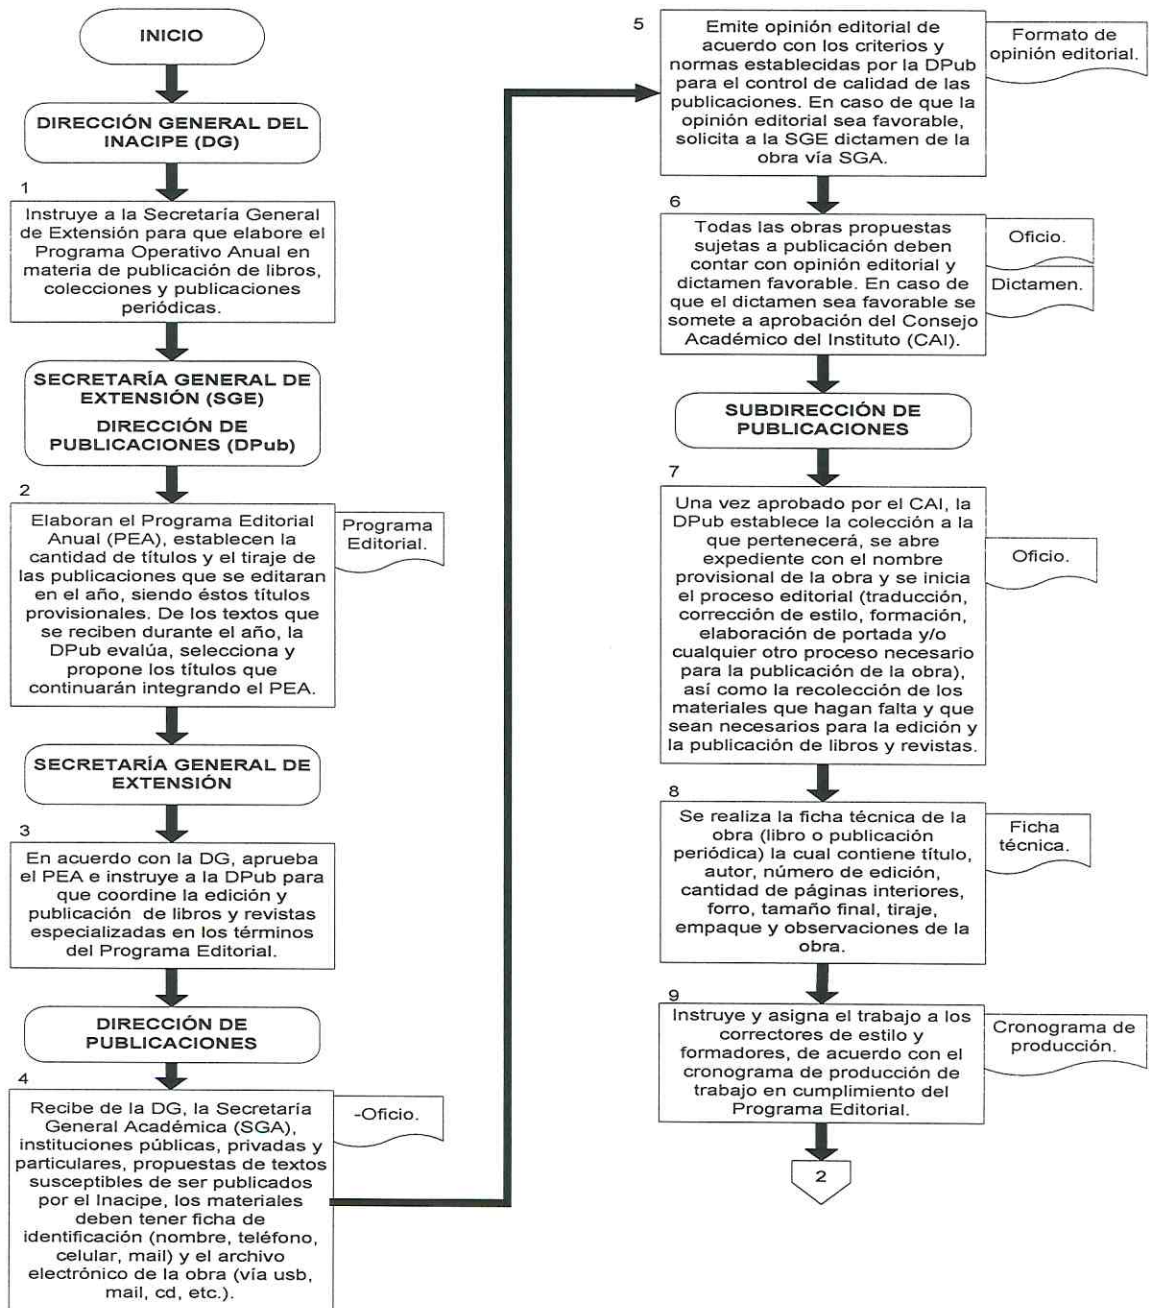 INICIO
DIRECCIÓN GENERAL DEL
INACIPE (DG)
1
Instruye a la Secretaría General
de Extensión para que elabore el
Programa Operativo Anual en
materia de publicación de libros,
colecciones y publicaciones
periódicas.
SECRETARÍA GENERAL DE
EXTENSIÓN (SGE)
DIRECCIÓN DE
PUBLICACIONES (DPub)
2
Elaboran el Programa Editorial
Anual (PEA), establecen la
cantidad de títulos y el tiraje de
las publicaciones que se editaran
en el año, siendo éstos títulos
provisionales. De los textos que
se reciben durante el año, la
DPub evalúa, selecciona y
propone los títulos que
continuarán integrando el PEA.
Programa
Editorial.
SECRETARÍA GENERAL DE
EXTENSIÓN
3
En acuerdo con la DG, aprueba
el PEA e instruye a la DPub para
que coordine la edición y
publicación de libros y revistas
especializadas en los términos
del Programa Editorial.
DIRECCIÓN DE
PUBLICACIONES
4
Recibe de la DG, la Secretaría
General Académica (SGA),
instituciones públicas, privadas y
particulares, propuestas de textos
susceptibles de ser publicados
por el Inacipe, los materiales
deben tener ficha de
identificación (nombre, teléfono,
celular, mail) y el archivo
electrónico de la obra (vía usb,
mail, cd, etc.).
-Oficio.
5
Emite opinión editorial de
acuerdo con los criterios y
normas establecidas por la DPub
para el control de calidad de las
publicaciones. En caso de que la
opinión editorial sea favorable,
solicita a la SGE dictamen de la
obra vía SGA.
Formato de
opinión editorial.
6
Todas las obras propuestas
sujetas a publicación deben
contar con opinión editorial y
dictamen favorable. En caso de
que el dictamen sea favorable se
somete a aprobación del Consejo
Académico del Instituto (CAI).
Oficio.
Dictamen.
SUBDIRECCIÓN DE
PUBLICACIONES
7
Una vez aprobado por el CAI, la
DPub establece la colección a la
que pertenecerá, se abre
expediente con el nombre
provisional de la obra y se inicia
el proceso editorial (traducción,
corrección de estilo, formación,
elaboración de portada y/o
cualquier otro proceso necesario
para la publicación de la obra),
así como la recolección de los
materiales que hagan falta y que
sean necesarios para la edición y
la publicación de libros y revistas.
Oficio.
8
Se realiza la ficha técnica de la
obra (libro o publicación
periódica) la cual contiene título,
autor, número de edición,
cantidad de páginas interiores,
forro, tamaño final, tiraje,
empaque y observaciones de la
obra.
Ficha
técnica.
9
Instruye y asigna el trabajo a los
correctores de estilo y
formadores, de acuerdo con el
cronograma de producción de
trabajo en cumplimiento del
Programa Editorial.
Cronograma de
producción.
2